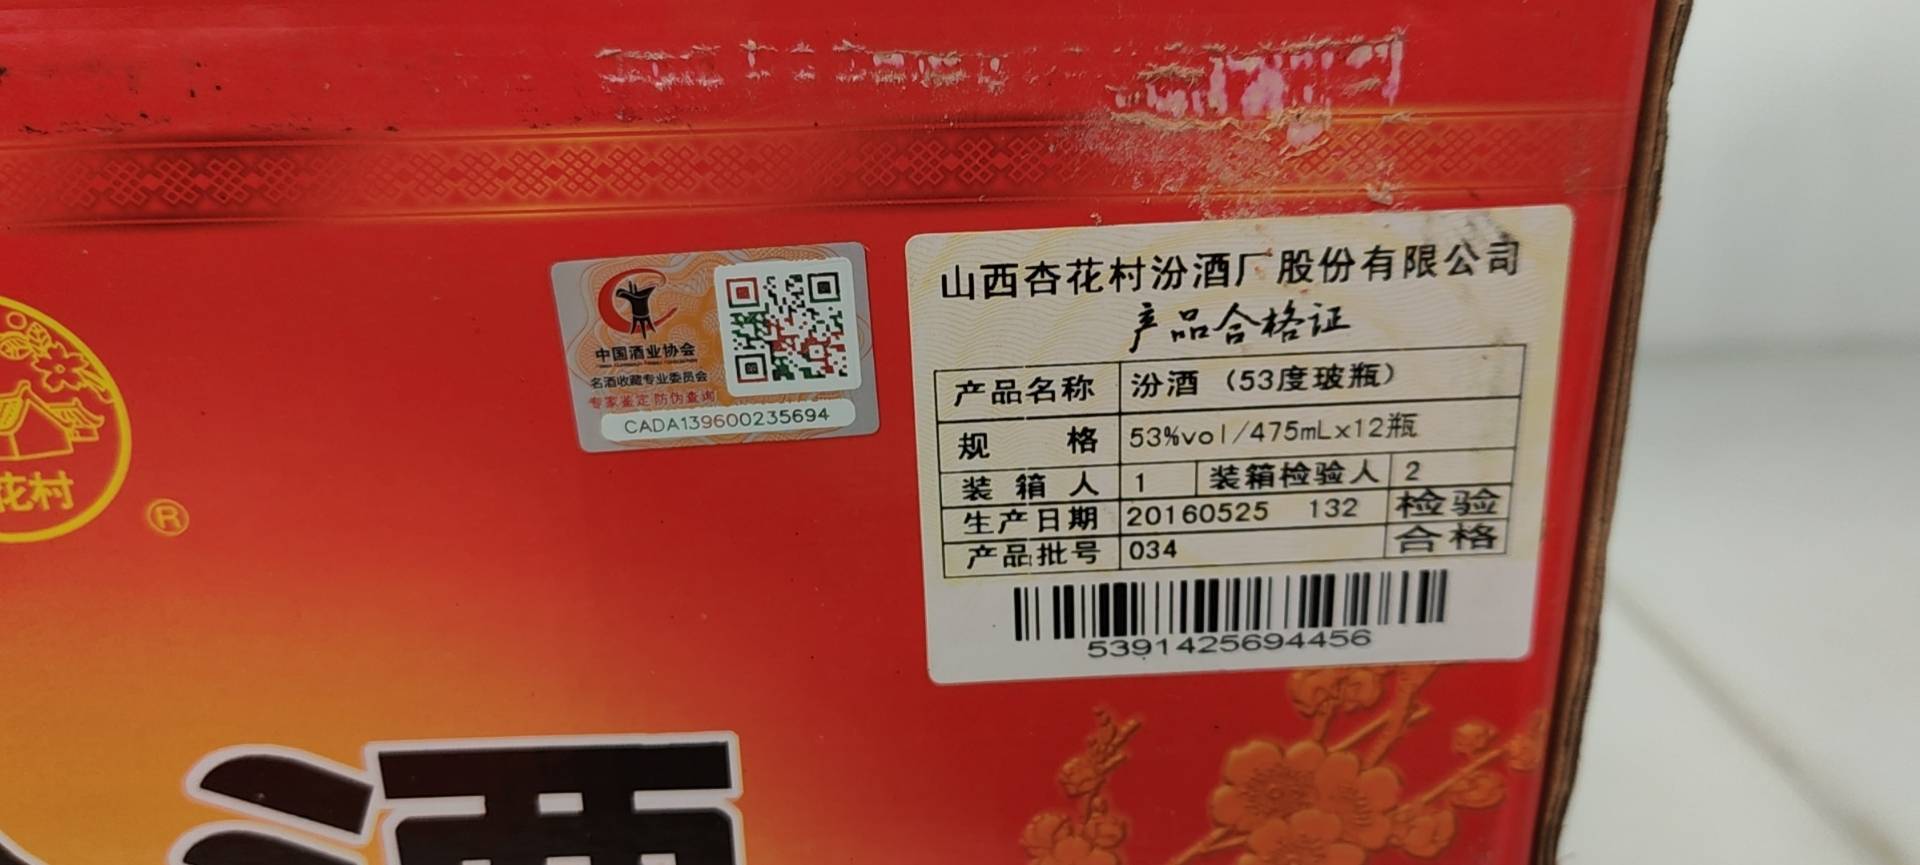 山西杏花村汾酒厂股份有限公司
产品合格证
产品名称 汾酒（53度玻瓶）
规 格 53%vol/475mLx12瓶
装箱人 1 装箱检验人 2
生产日期 20160525 132 检验
产品批号 034 合格
5391425694456
中国酒业协会
名酒收藏专业委员会
专家鉴定 防伪查询
CADA139600235694
花村
®
酒